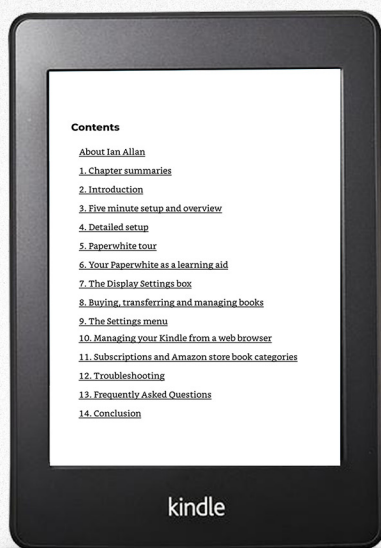 Contents
About Ian Allan
1. Chapter summaries
2. Introduction
3. Five minute setup and overview
4. Detailed setup
5. Paperwhite tour
6. Your Paperwhite as a learning aid
7. The Display Settings box
8. Buying, transferring and managing books
9. The Settings menu
10. Managing your Kindle from a web browser
11. Subscriptions and Amazon store book categories
12. Troubleshooting
13. Frequently Asked Questions
14. Conclusion
kindle